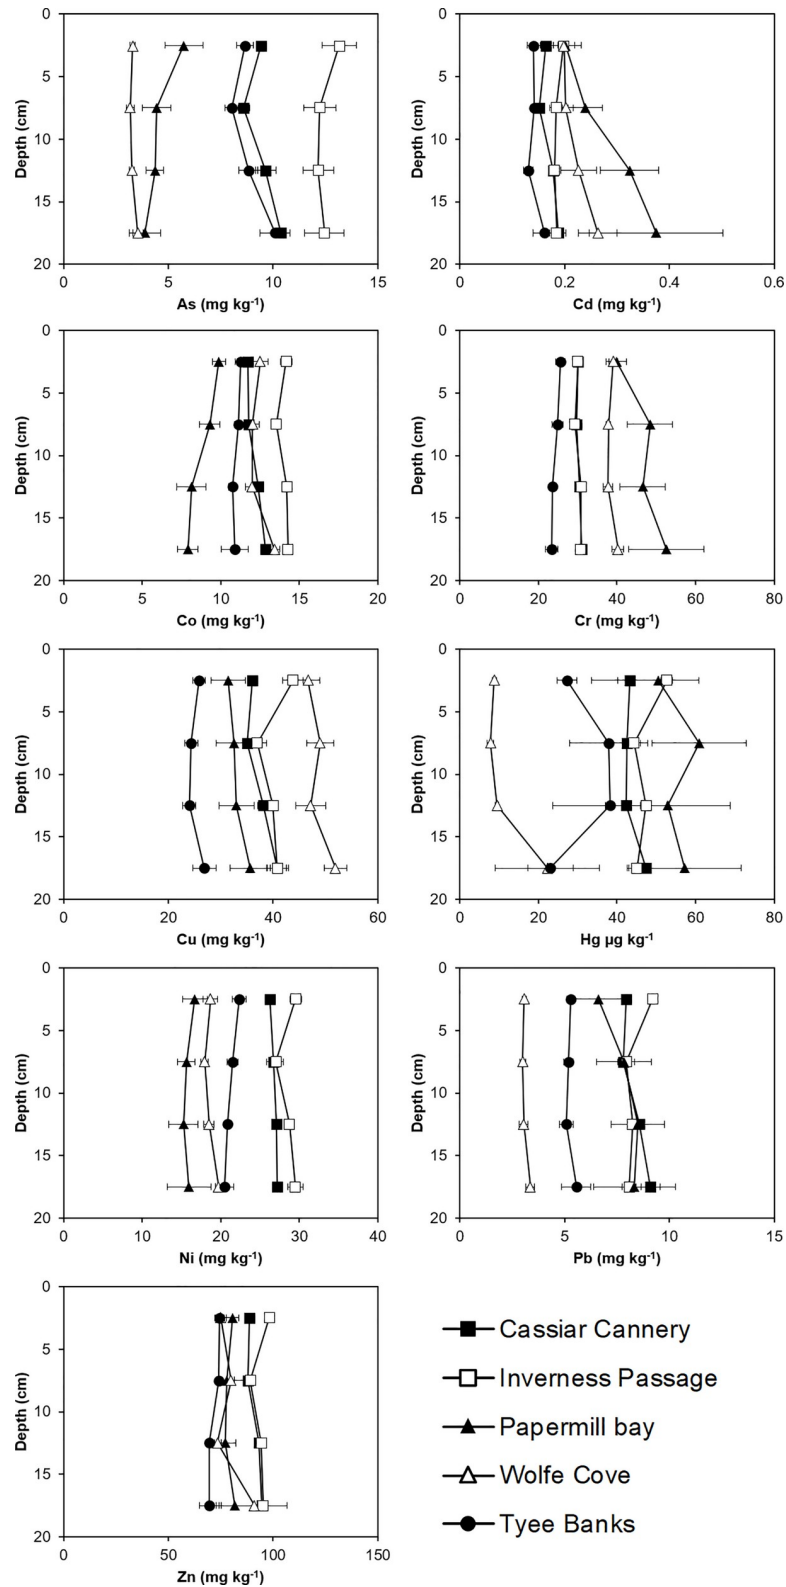 0
5
10
15
20
Depth (cm)
0 5 10 15
As (mg kg-1)
0
5
10
15
20
Depth (cm)
0 0.2 0.4 0.6
Cd (mg kg-1)
0
5
10
15
20
Depth (cm)
0 5 10 15 20
Co (mg kg-1)
0
5
10
15
20
Depth (cm)
0 20 40 60 80
Cr (mg kg-1)
0
5
10
15
20
Depth (cm)
0 20 40 60
Cu (mg kg-1)
0
5
10
15
20
Depth (cm)
0 20 40 60 80
Hg µg kg-1
0
5
10
15
20
Depth (cm)
0 10 20 30 40
Ni (mg kg-1)
0
5
10
15
20
Depth (cm)
0 5 10 15
Pb (mg kg-1)
0
5
10
15
20
Depth (cm)
0 50 100 150
Zn (mg kg-1)
Cassiar Cannery
Inverness Passage
Papermill bay
Wolfe Cove
Tyee Banks